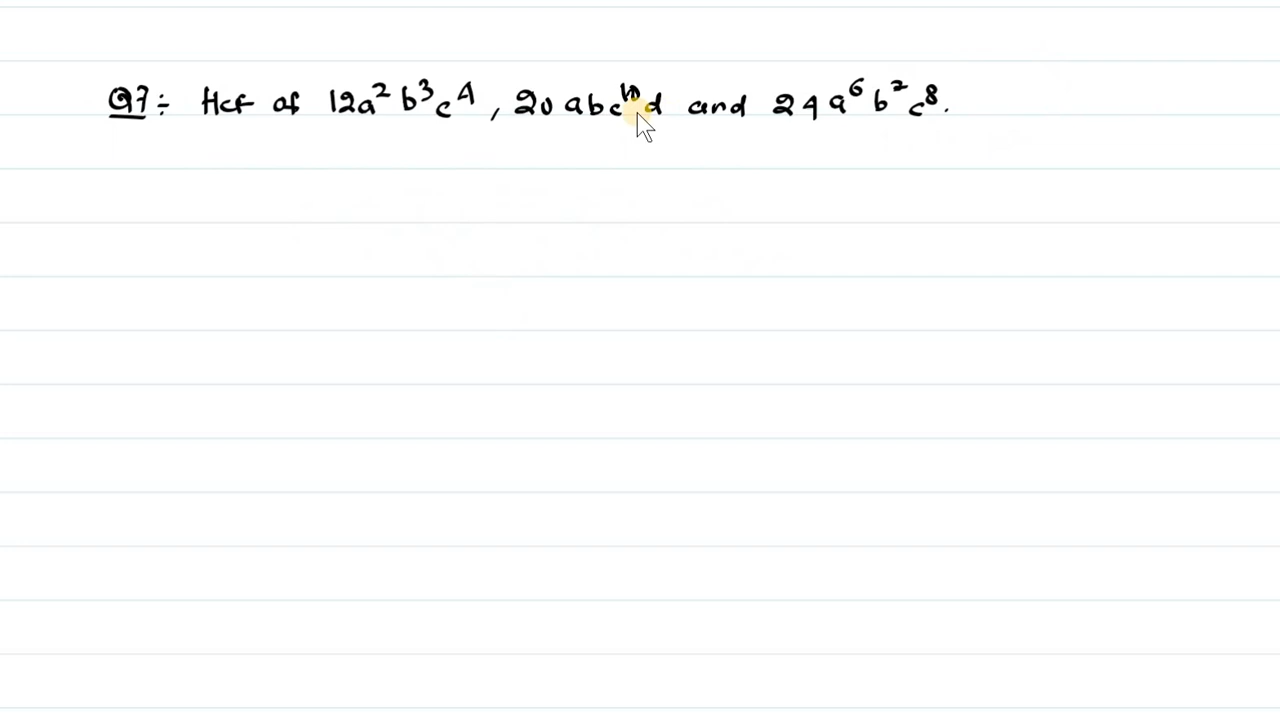 Q7:- Hcf of 12a²b³c⁴, 20abc¹⁰d and 24a⁶b²c⁸.